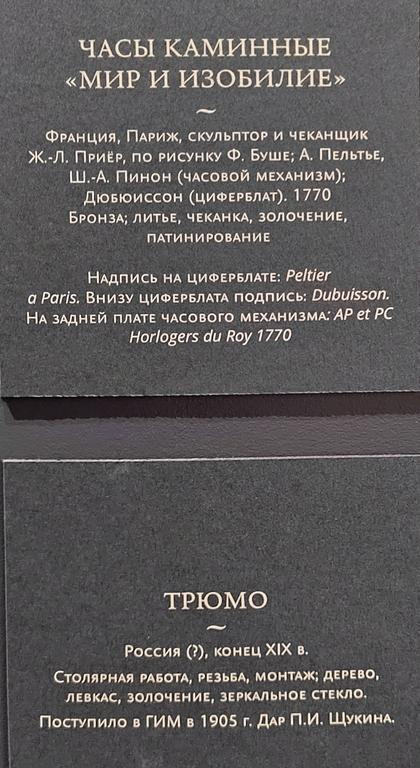 ЧАСЫ КАМИННЫЕ
«МИР И ИЗОБИЛИЕ»
~
Франция, Париж, скульптор и чеканщик
Ж.-Л. Приёр, по рисунку Ф. Буше; А. Пельтье,
Ш.-А. Пинон (часовой механизм);
Дюбюиссон (циферблат). 1770
Бронза; литье, чеканка, золочение,
патинирование
Надпись на циферблате: Peltier
a Paris. Внизу циферблата подпись: Dubuisson.
На задней плате часового механизма: AP et PC
Horlogers du Roy 1770
ТРЮМО
~
Россия (?), конец XIX в.
Столярная работа, резьба, монтаж; дерево,
левкас, золочение, зеркальное стекло.
Поступило в ГИМ в 1905 г. Дар П.И. Щукина.